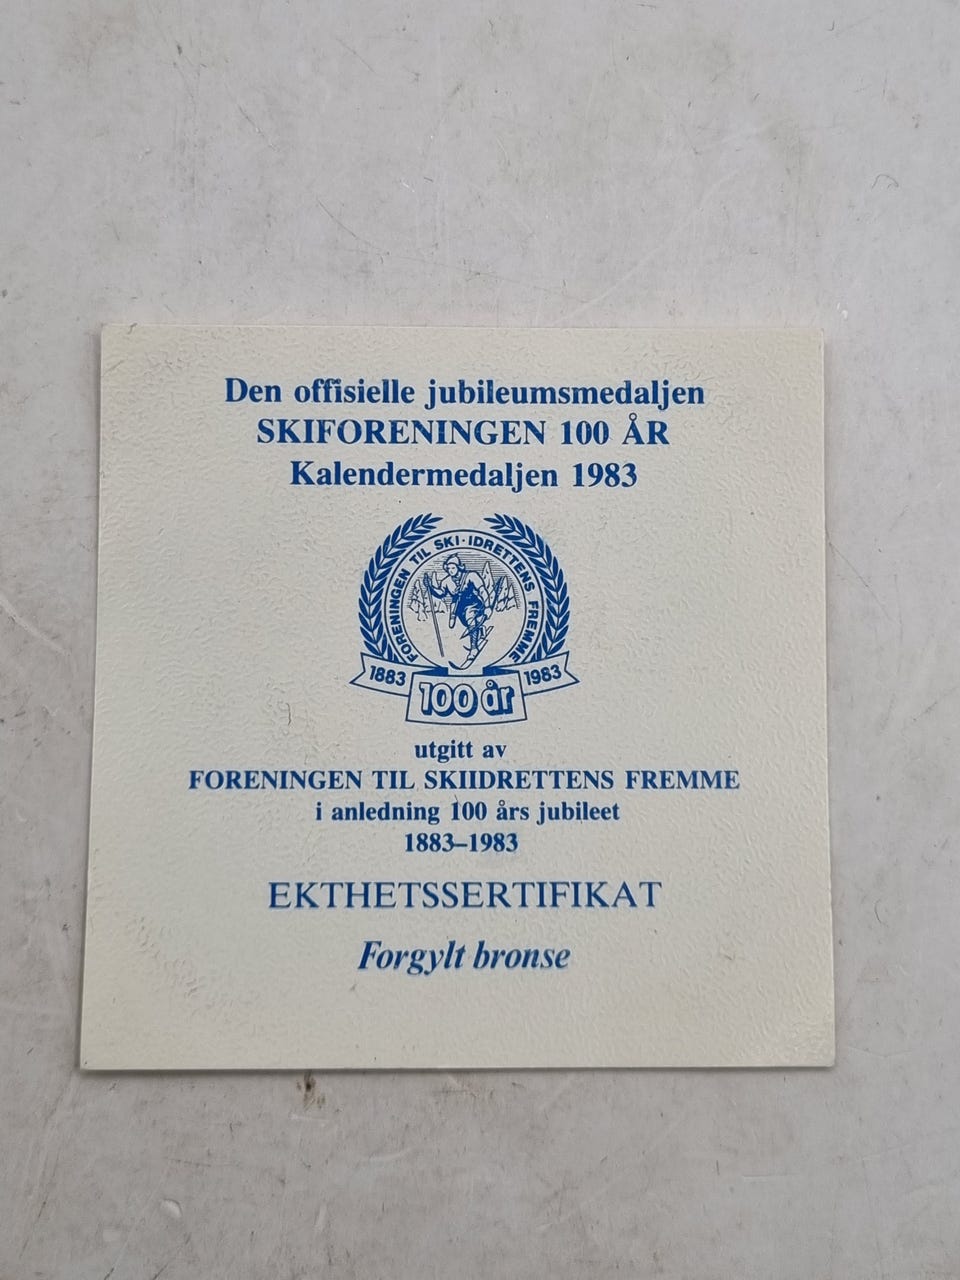 Den offisielle jubileumsmedaljen
SKIFORENINGEN 100 ÅR
Kalendermedaljen 1983
FORENINGEN TIL SKI-IDRETTENS FREMME
1883
100 år
1983
utgitt av
FORENINGEN TIL SKIIDRETTENS FREMME
i anledning 100 års jubileet
1883–1983
EKTHETSSERTIFIKAT
Forgylt bronse